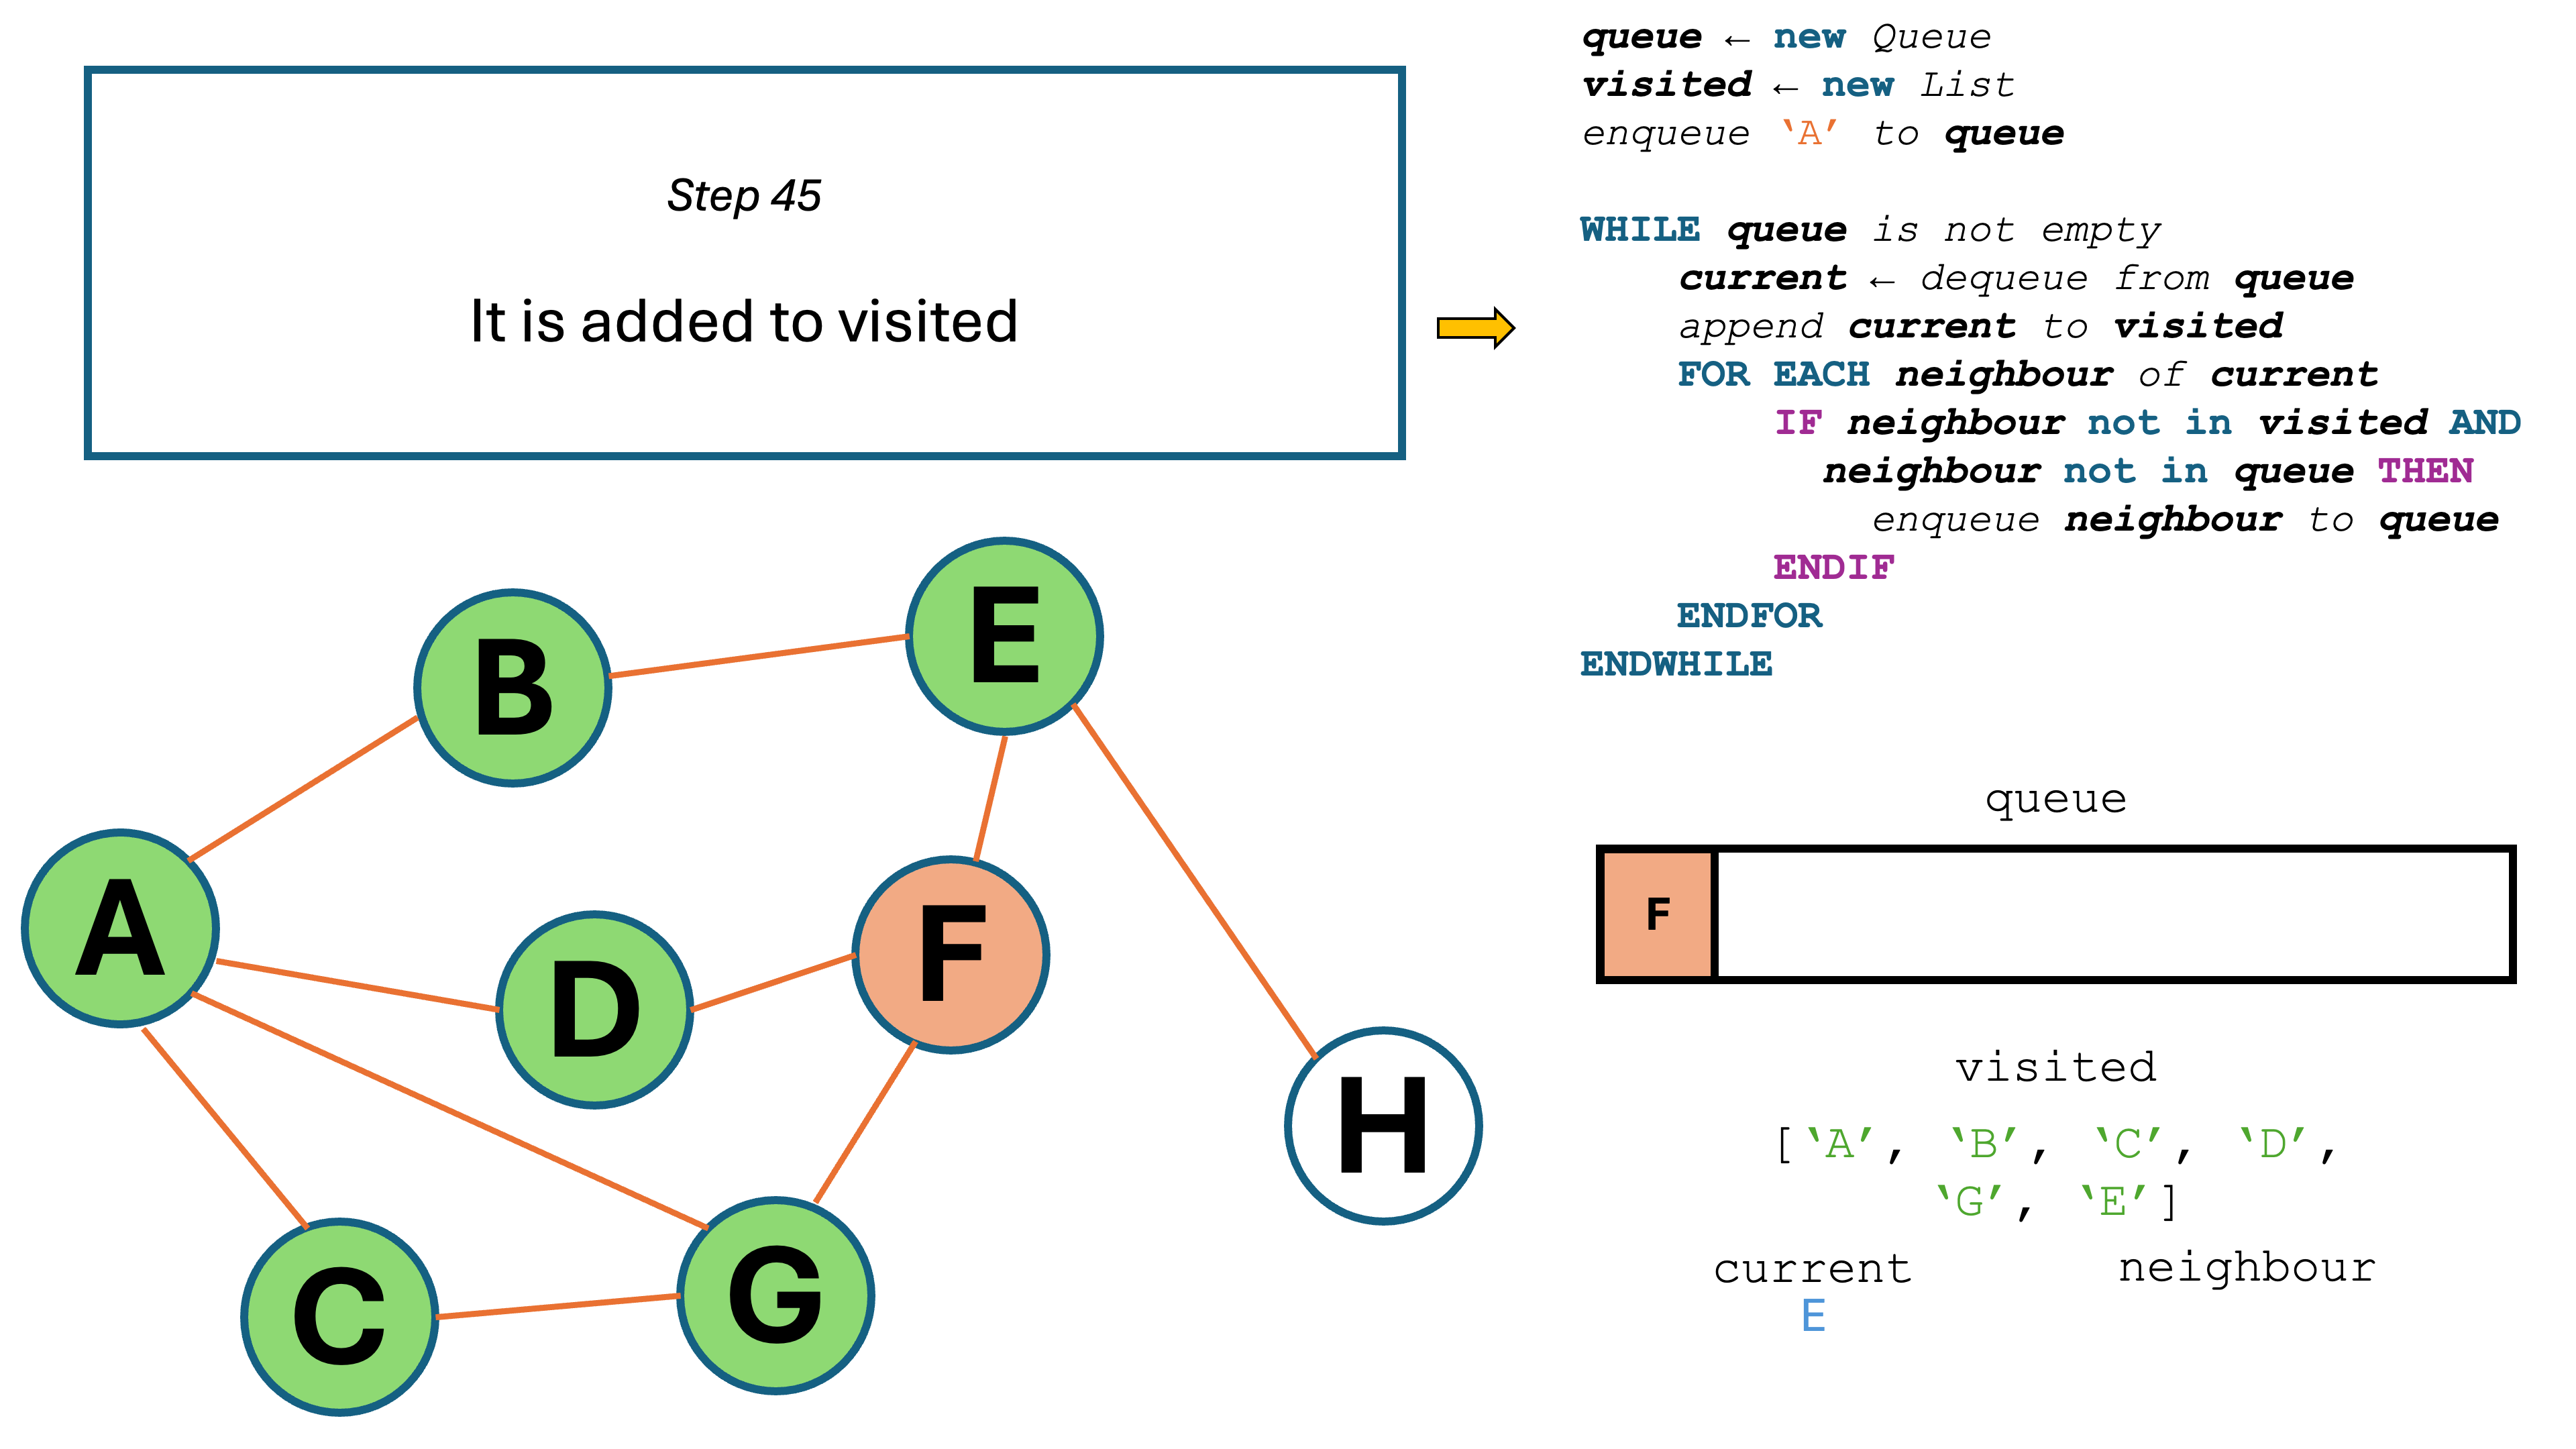 Step 45
It is added to visited
queue ← new Queue
visited ← new List
enqueue ‘A’ to queue
WHILE queue is not empty
current ← dequeue from queue
append current to visited
FOR EACH neighbour of current
IF neighbour not in visited AND
neighbour not in queue THEN
enqueue neighbour to queue
ENDIF
ENDFOR
ENDWHILE
B
E
A
D
F
H
C
G
queue
F
visited
[‘A’, ‘B’, ‘C’, ‘D’,
‘G’, ‘E’]
current neighbour
E